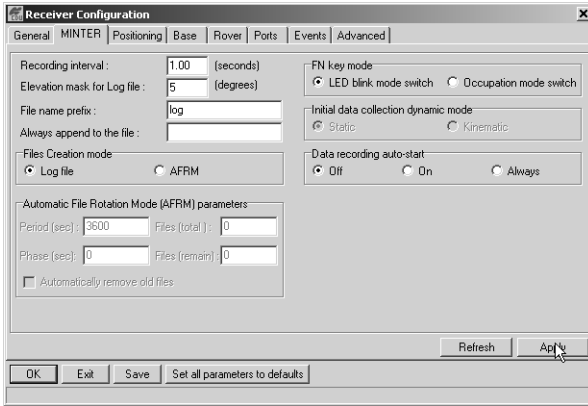 Receiver Configuration
General MINTER Positioning Base Rover Ports Events Advanced
Recording interval : 1.00 (seconds)
Elevation mask for Log file : 5 (degrees)
File name prefix : log
Always append to the file :
Files Creation mode
Log file AFRM
Automatic File Rotation Mode (AFRM) parameters
Period (sec) : 3600 Files (total ) : 0
Phase (sec): 0 Files (remain) : 0
Automatically remove old files
FN key mode
LED blink mode switch Occupation mode switch
Initial data collection dynamic mode
Static Kinematic
Data recording auto-start
Off On Always
Refresh Apply
OK Exit Save Set all parameters to defaults